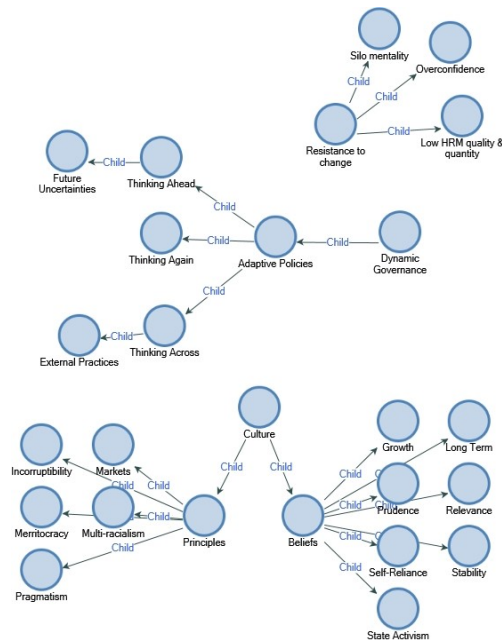 Silo mentality
Overconfidence
Child
Child
Child
Resistance to
change
Low HRM quality &
quantity
Child
Future
Uncertainties
Thinking Ahead
Child
Thinking Again
Child
Adaptive Policies
Child
Dynamic
Governance
Child
Child
External Practices
Thinking Across
Culture
Child
Child
Incorruptibility
Markets
Child
Child
Merritocracy
Multi-racialism
Child
Child
Pragmatism
Principles
Beliefs
Growth
Long Term
Child
Prudence
Relevance
Child
Child
Child
Self-Reliance
Stability
Child
State Activism